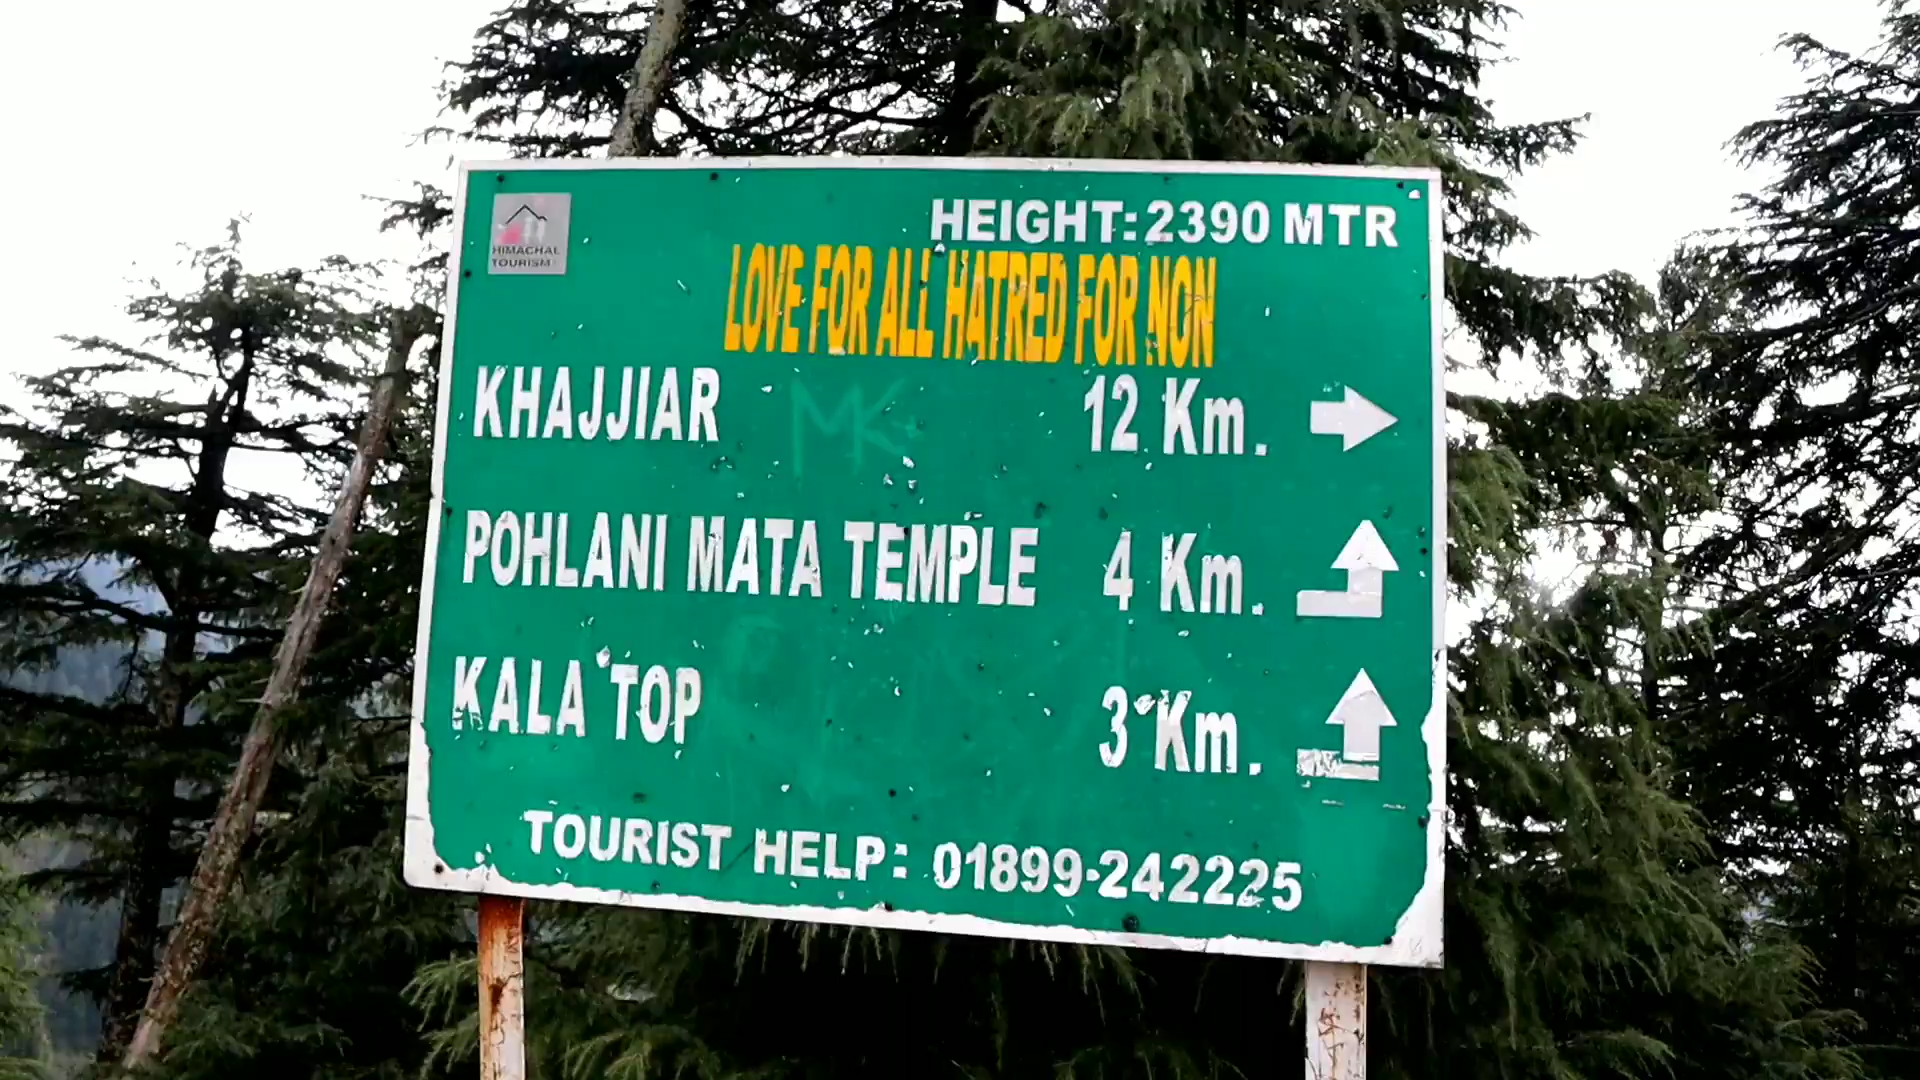 HIMACHAL
TOURISM
HEIGHT: 2390 MTR
LOVE FOR ALL HATRED FOR NON
KHAJJIAR 12 Km.
MK
POHLANI MATA TEMPLE 4 Km.
KALA TOP 3 Km.
TOURIST HELP: 01899-242225